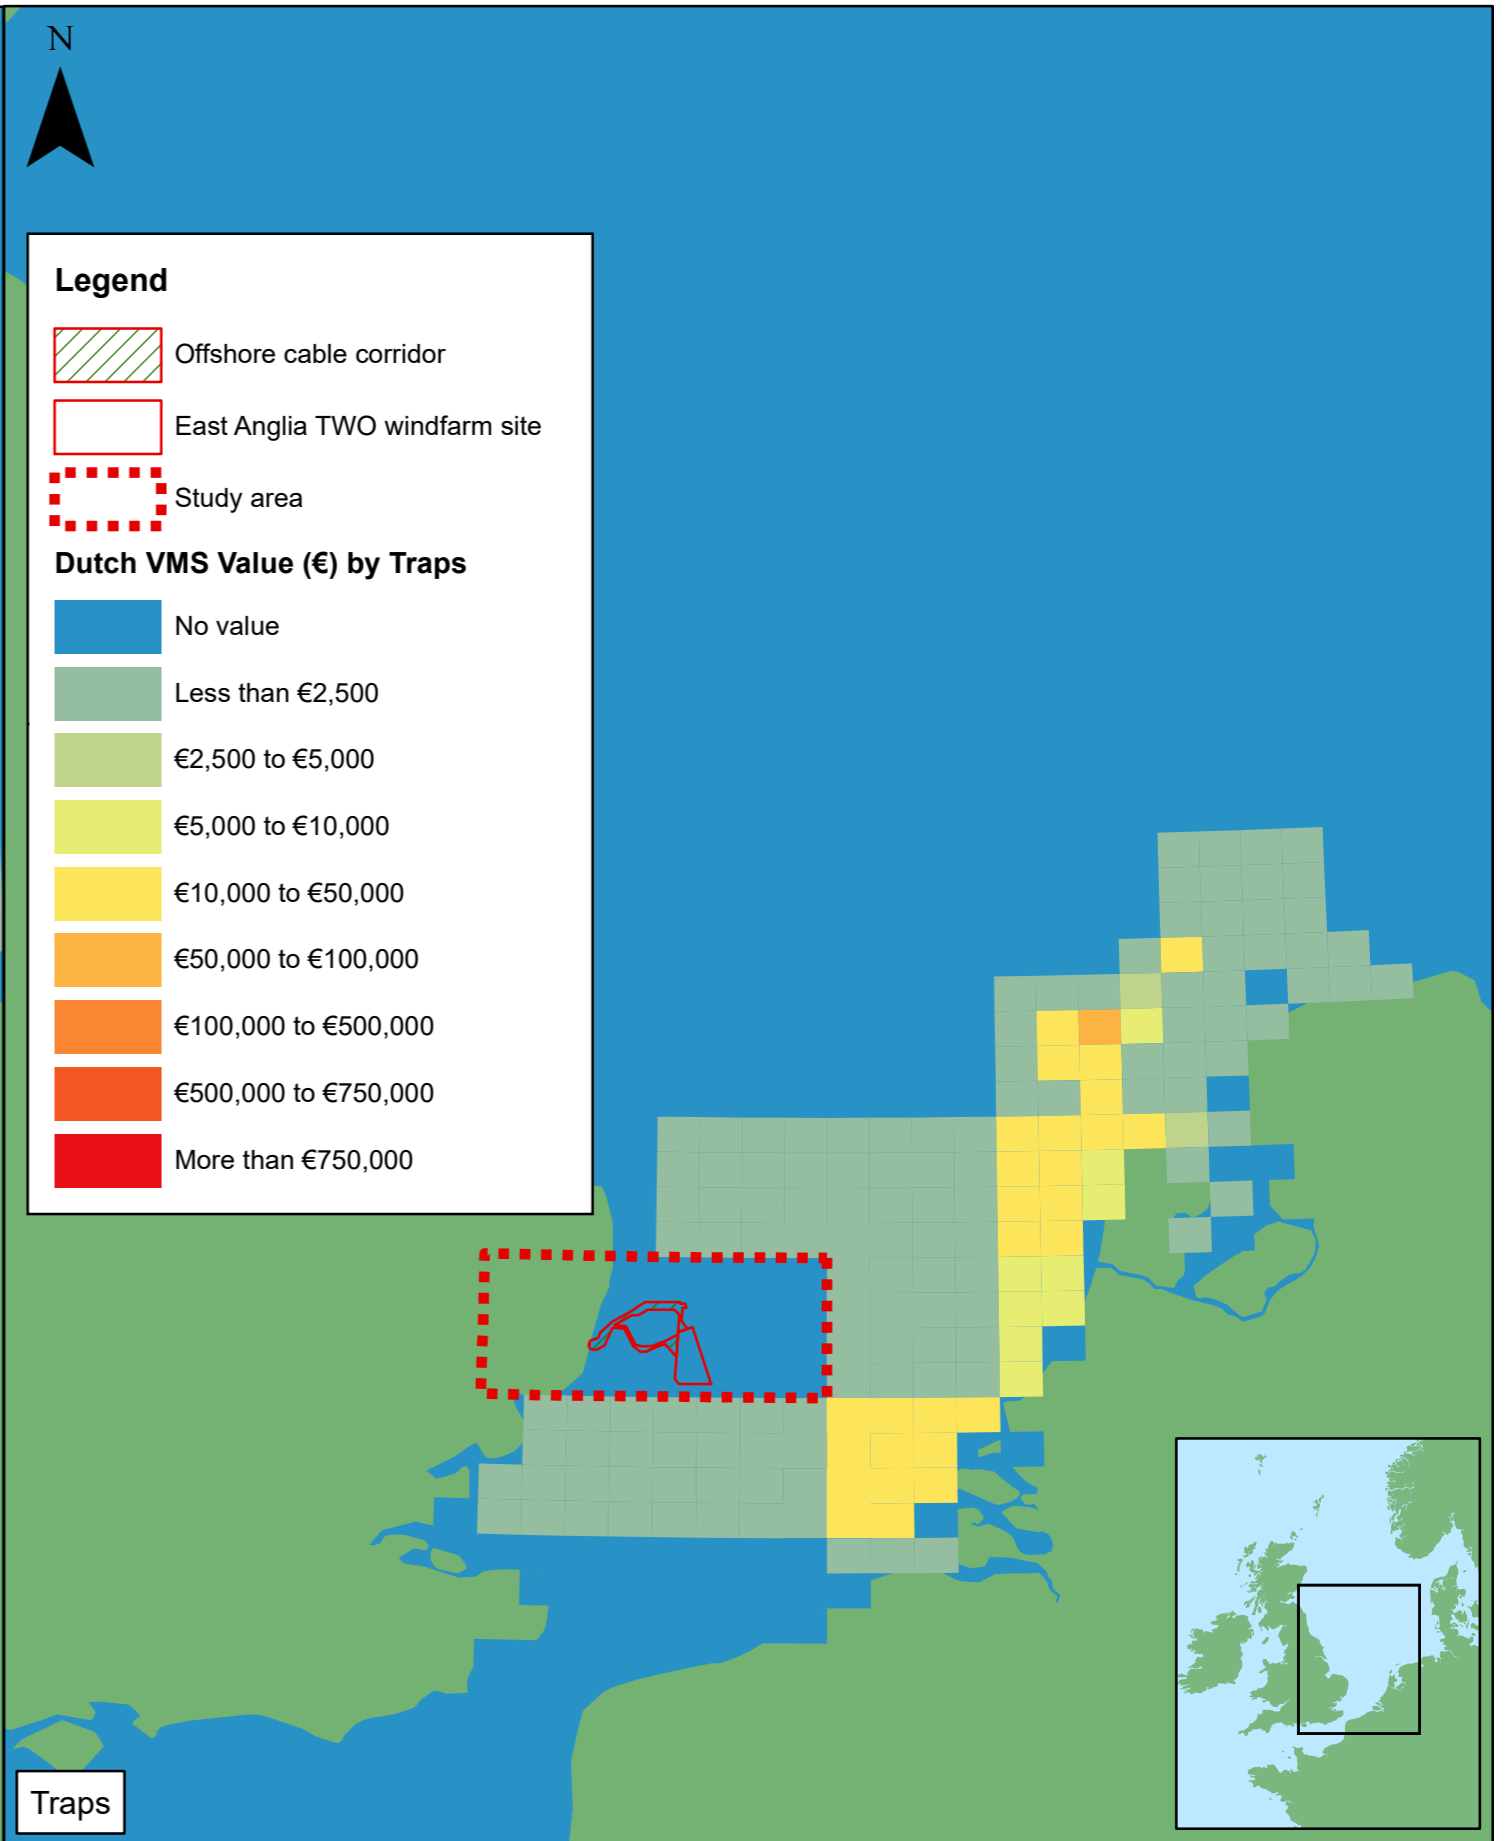 N
Legend
Offshore cable corridor
East Anglia TWO windfarm site
Study area
Dutch VMS Value (€) by Traps
No value
Less than €2,500
€2,500 to €5,000
€5,000 to €10,000
€10,000 to €50,000
€50,000 to €100,000
€100,000 to €500,000
€500,000 to €750,000
More than €750,000
Traps